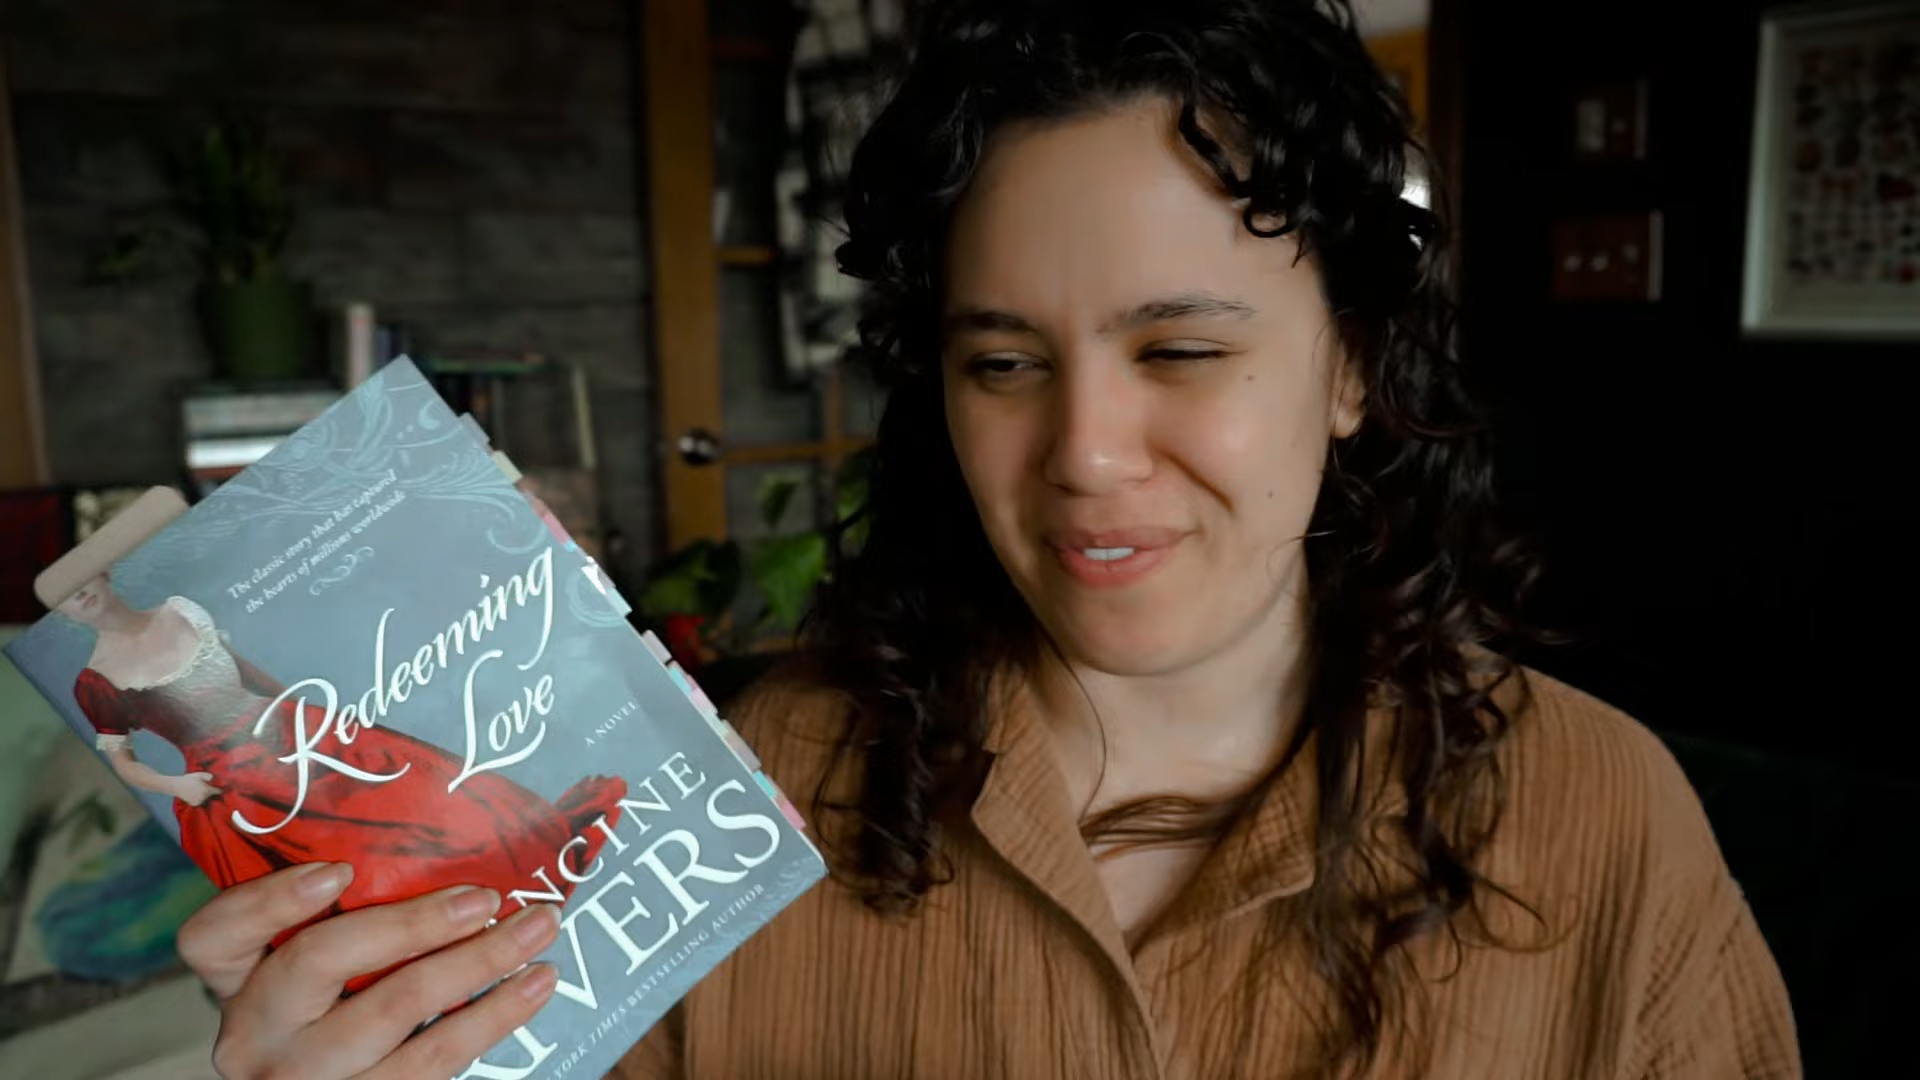 The classic story that has captured
the hearts of millions worldwide
Redeeming
Love
A NOVEL
NCINE
RIVERS
YORK TIMES BESTSELLING AUTHOR